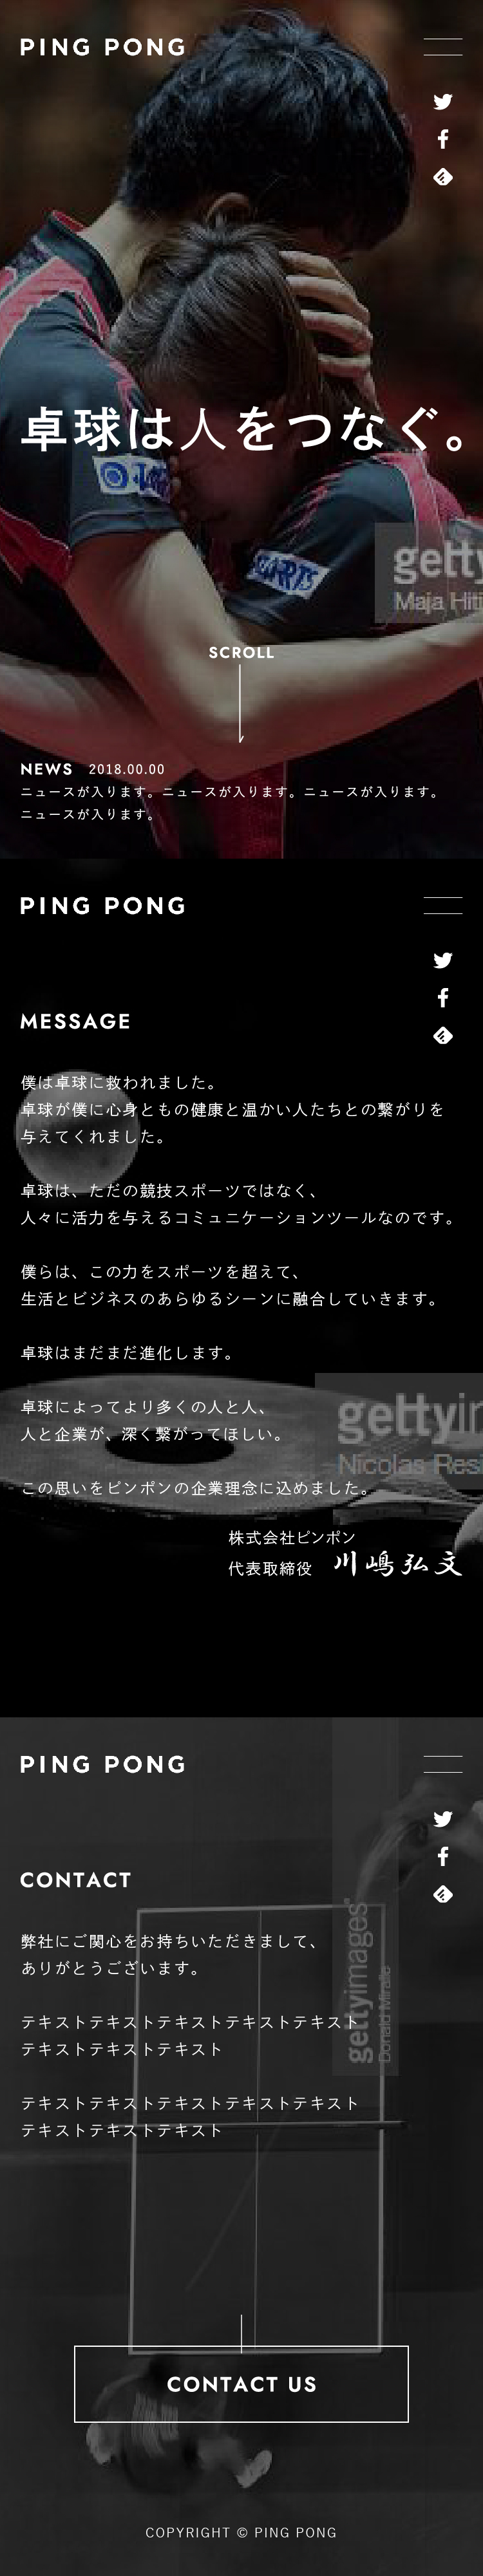 PING PONG
卓球は人をつなぐ。
getty
Maja Hiti
SCROLL
NEWS 2018.00.00
ニュースが入ります。ニュースが入ります。ニュースが入ります。
ニュースが入ります。
PING PONG
MESSAGE
僕は卓球に救われました。
卓球が僕に心身ともの健康と温かい人たちとの繋がりを
与えてくれました。
卓球は、ただの競技スポーツではなく、
人々に活力を与えるコミュニケーションツールなのです。
僕らは、この力をスポーツを超えて、
生活とビジネスのあらゆるシーンに融合していきます。
卓球はまだまだ進化します。
卓球によってより多くの人と人、
人と企業が、深く繋がってほしい。
gettyim
Nicolas Resi
この思いをピンポンの企業理念に込めました。
株式会社ピンポン
代表取締役 川嶋弘文
PING PONG
CONTACT
弊社にご関心をお持ちいただきまして、
ありがとうございます。
gettyimages®
Donald Miralle
テキストテキストテキストテキストテキスト
テキストテキストテキスト
テキストテキストテキストテキストテキスト
テキストテキストテキスト
CONTACT US
COPYRIGHT © PING PONG